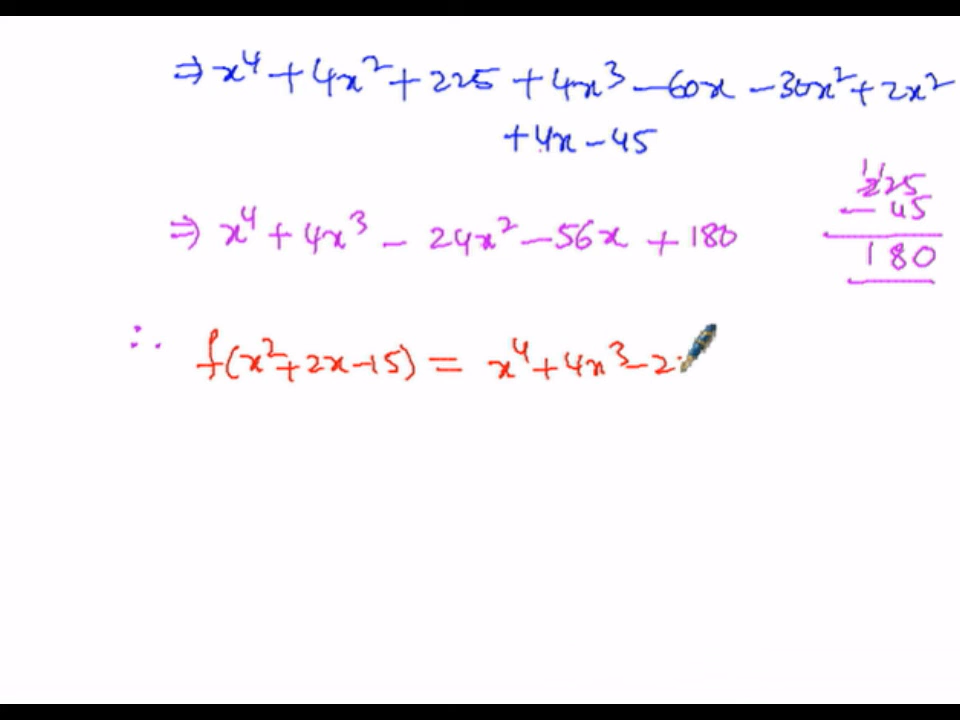 ⇒ x⁴ + 4x² + 225 + 4x³ − 60x − 30x² + 2x²
+ 4x − 45
⇒ x⁴ + 4x³ − 24x² − 56x + 180
225
− 45
180
∴ f(x² + 2x − 15) = x⁴ + 4x³ − 2